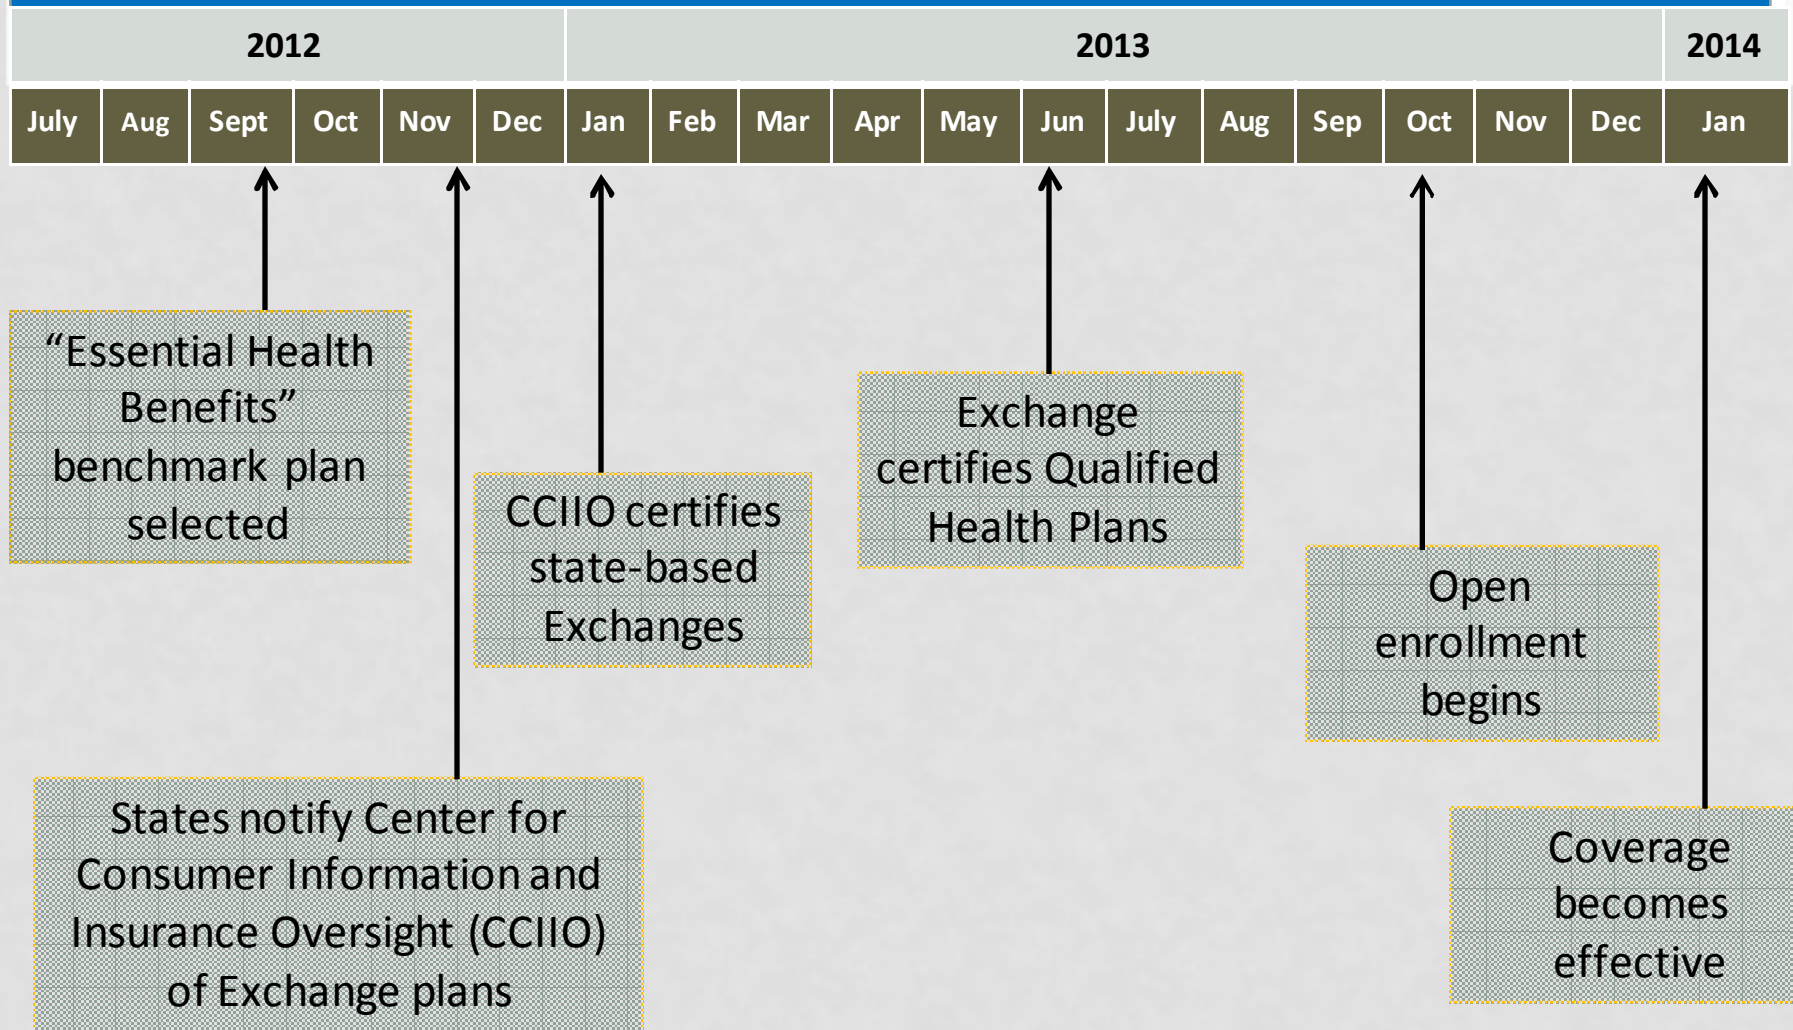 2012 2013 2014
July Aug Sept Oct Nov Dec Jan Feb Mar Apr May Jun July Aug Sep Oct Nov Dec Jan
“Essential Health
Benefits”
benchmark plan
selected
States notify Center for
Consumer Information and
Insurance Oversight (CCIIO)
of Exchange plans
CCIIO certifies
state-based
Exchanges
Exchange
certifies Qualified
Health Plans
Open
enrollment
begins
Coverage
becomes
effective